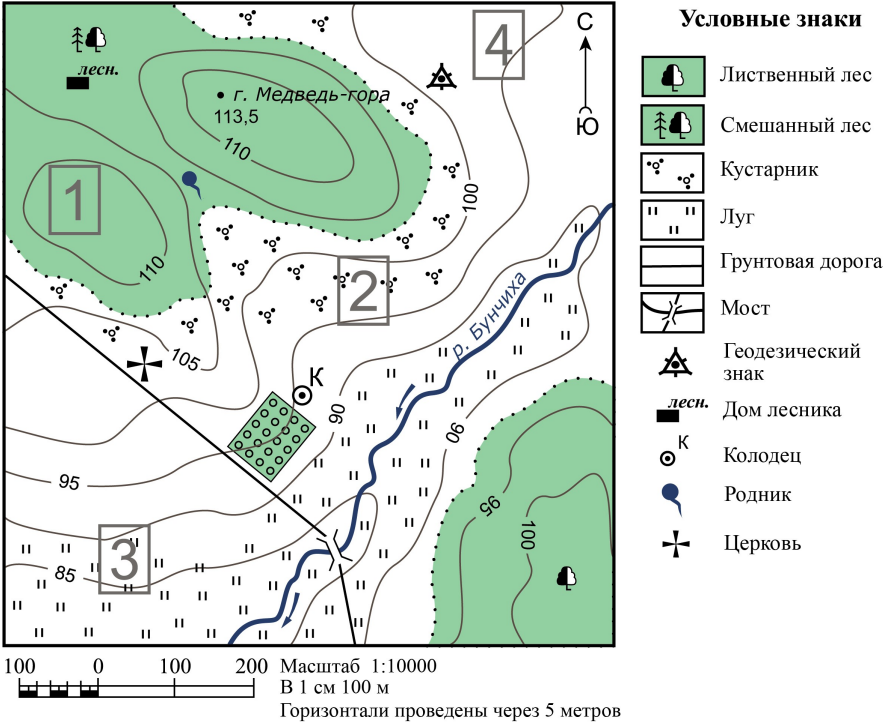 лесн.
г. Медведь-гора
113,5
110
1
110
105
100
2
3
4
С
Ю
р. Бунчиха
К
90
90
95
85
95
100
100 0 100 200
Масштаб 1:10000
В 1 см 100 м
Горизонтали проведены через 5 метров
Условные знаки
Лиственный лес
Смешанный лес
Кустарник
Луг
Грунтовая дорога
Мост
Геодезический
знак
лесн.
Дом лесника
К
Колодец
Родник
Церковь